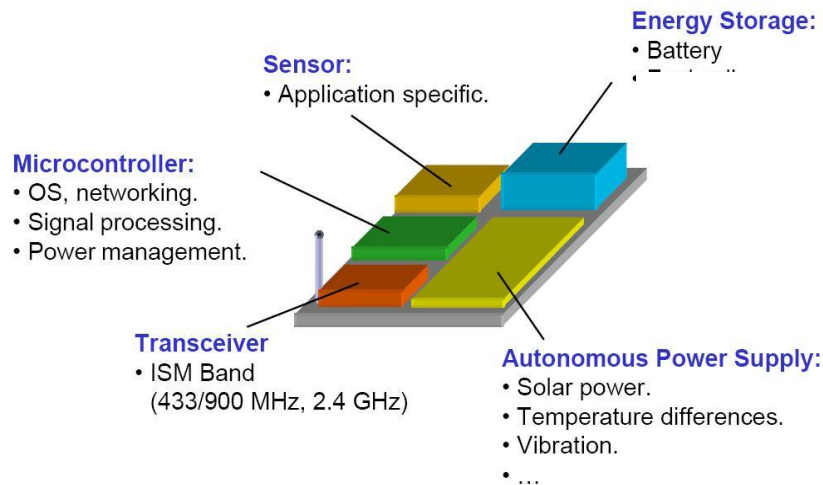 Energy Storage:
• Battery
Sensor:
• Application specific.
Microcontroller:
• OS, networking.
• Signal processing.
• Power management.
Transceiver
• ISM Band
(433/900 MHz, 2.4 GHz)
Autonomous Power Supply:
• Solar power.
• Temperature differences.
• Vibration.
• ...